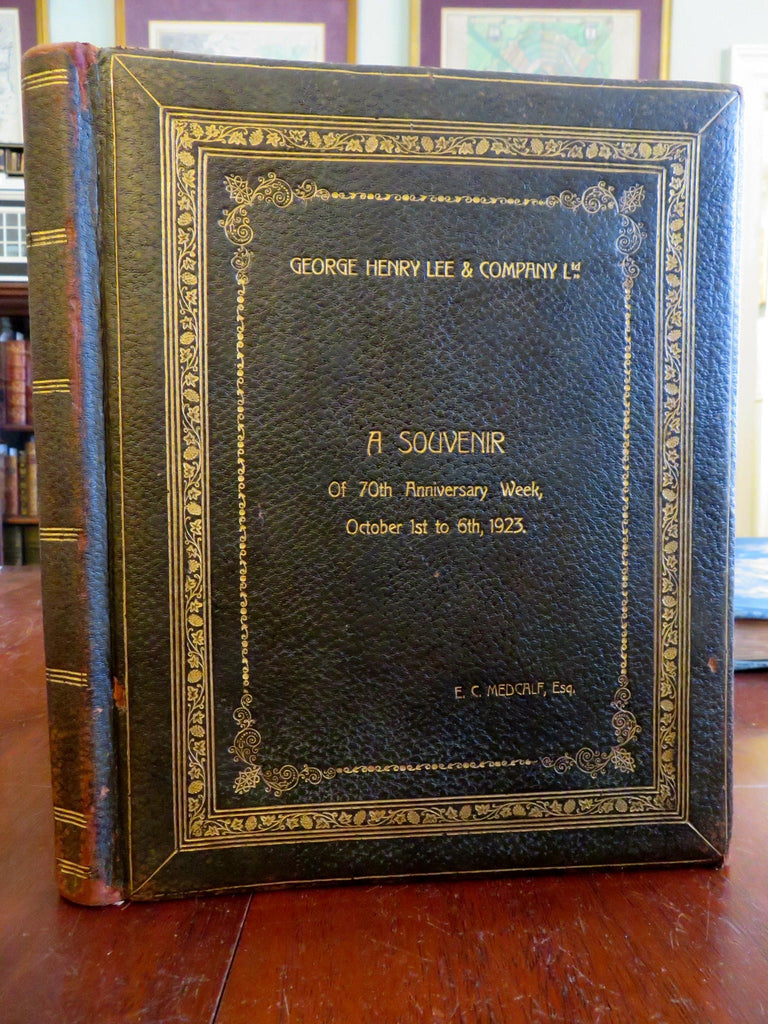 GEORGE HENRY LEE & COMPANY Ltd
A SOUVENIR
Of 70th Anniversary Week,
October 1st to 6th, 1923.
E. C. MEDCALF, Esq.